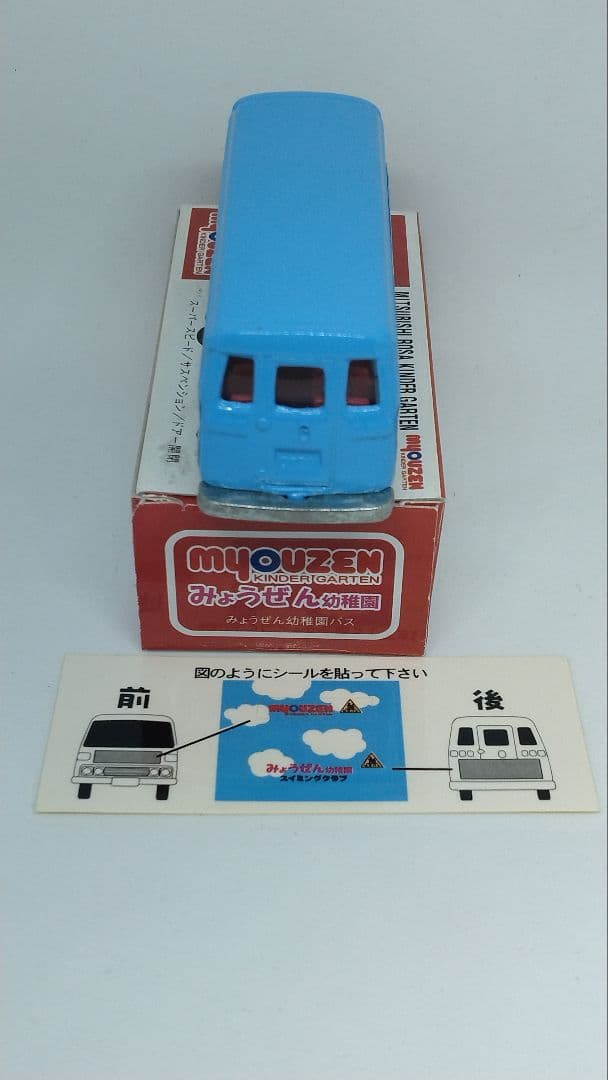 MYOUZEN
KINDER GARTEN
スーパースピード/サスペンション/ドアー開閉
MITSUBISHI ROSA KINDER GARTEN
MYOUZEN
KINDER GARTEN
MYOUZEN
KINDER GARTEN
みょうぜん幼稚園
みょうぜん幼稚園バス
図のようにシールを貼って下さい
前
後
MYOUZEN
KINDER GARTEN
みょうぜん幼稚園
スイミングクラブ